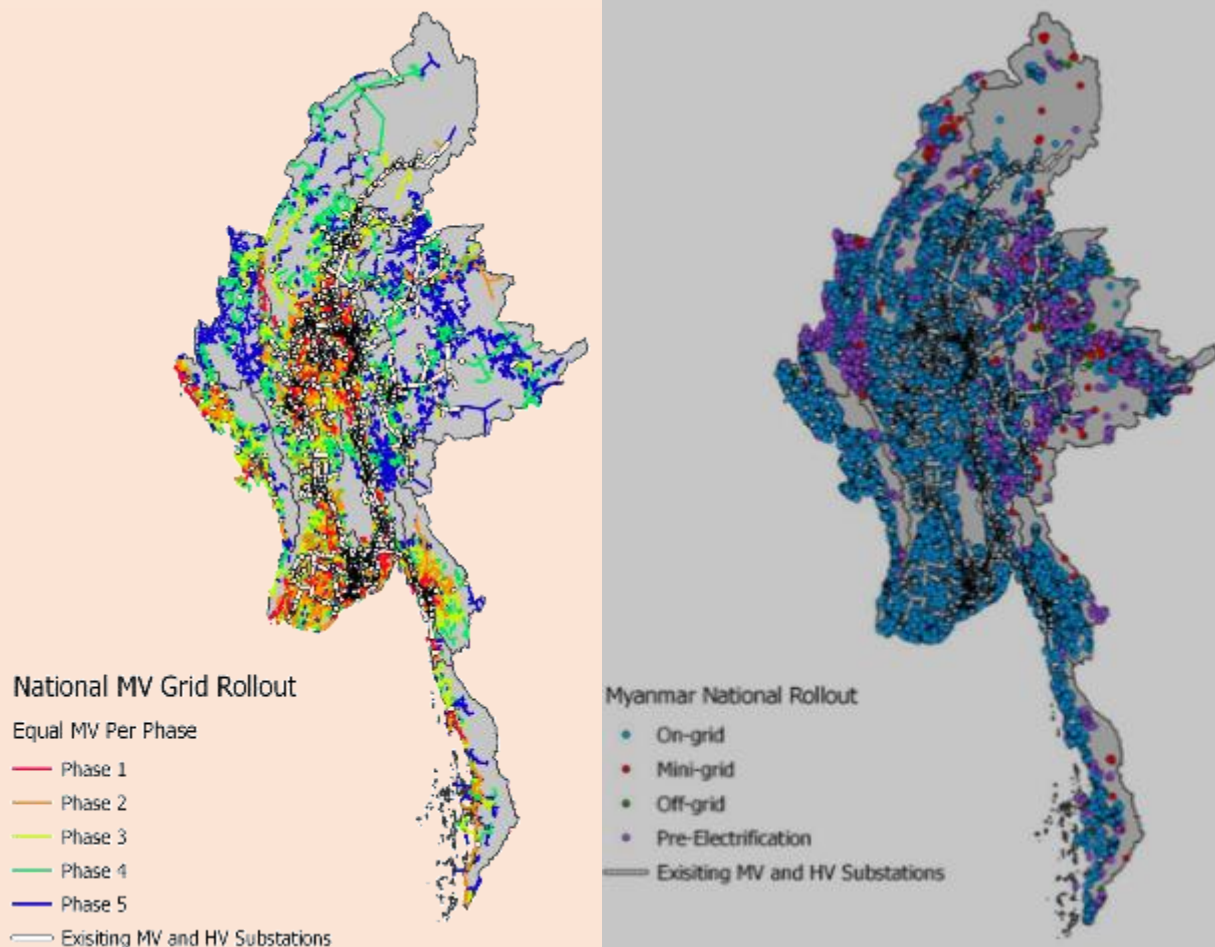 National MV Grid Rollout
Equal MV Per Phase
Phase 1
Phase 2
Phase 3
Phase 4
Phase 5
Exisiting MV and HV Substations
Myanmar National Rollout
On-grid
Mini-grid
Off-grid
Pre-Electrification
Exisiting MV and HV Substations